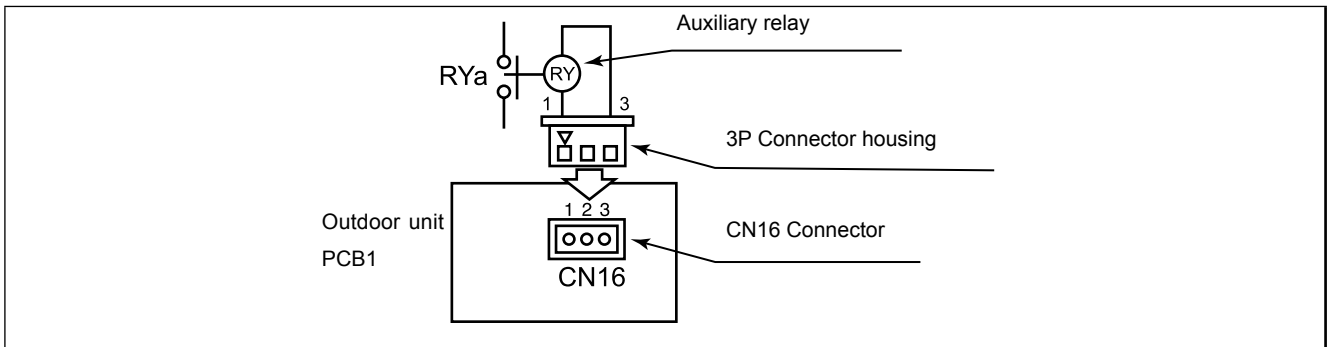 Auxiliary relay
RYa
RY
1 3
3P Connector housing
Outdoor unit
PCB1
1 2 3
CN16 Connector
CN16